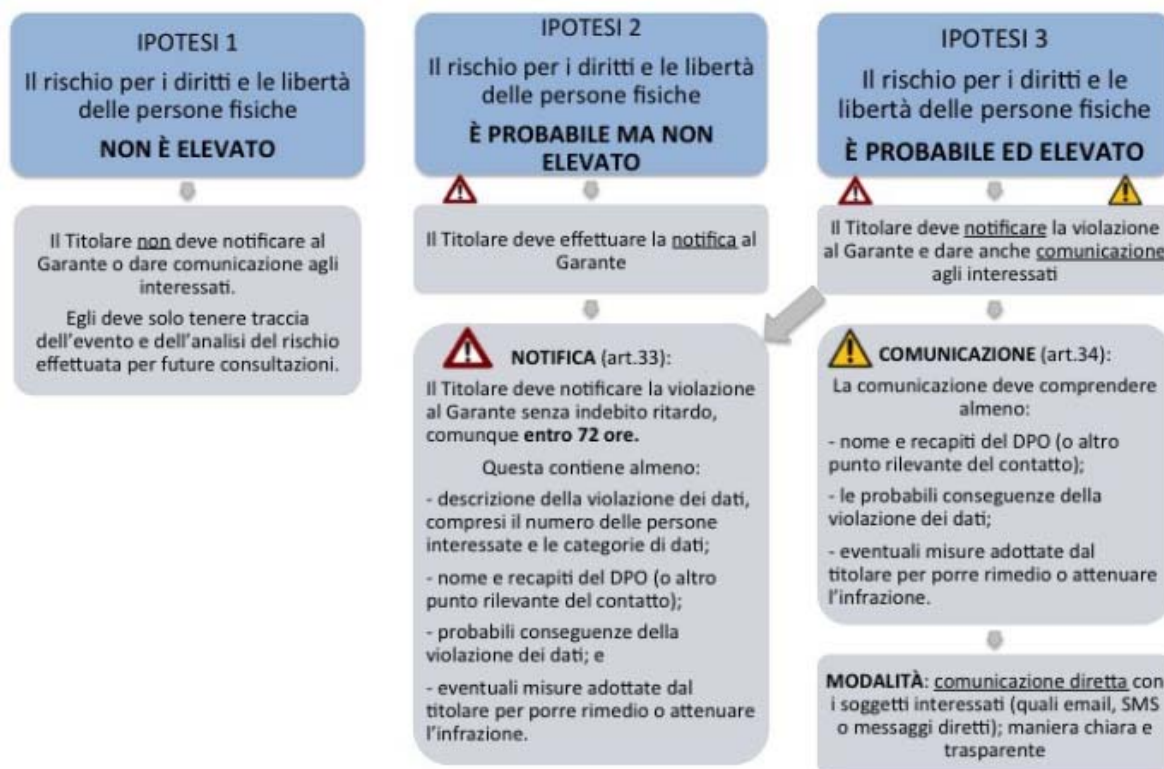 IPOTESI 1
Il rischio per i diritti e le libertà
delle persone fisiche
NON È ELEVATO
Il Titolare non deve notificare al
Garante o dare comunicazione agli
interessati.
Egli deve solo tenere traccia
dell'evento e dell'analisi del rischio
effettuata per future consultazioni.
IPOTESI 2
Il rischio per i diritti e le libertà
delle persone fisiche
È PROBABILE MA NON
ELEVATO
Il Titolare deve effettuare la notifica al
Garante
NOTIFICA (art.33):
Il Titolare deve notificare la violazione
al Garante senza indebito ritardo,
comunque entro 72 ore.
Questa contiene almeno:
- descrizione della violazione dei dati,
compresi il numero delle persone
interessate e le categorie di dati;
- nome e recapiti del DPO (o altro
punto rilevante del contatto);
- probabili conseguenze della
violazione dei dati; e
- eventuali misure adottate dal
titolare per porre rimedio o attenuare
l'infrazione.
IPOTESI 3
Il rischio per i diritti e le
libertà delle persone fisiche
È PROBABILE ED ELEVATO
Il Titolare deve notificare la violazione
al Garante e dare anche comunicazione
agli interessati
COMUNICAZIONE (art.34):
La comunicazione deve comprendere
almeno:
- nome e recapiti del DPO (o altro
punto rilevante del contatto);
- le probabili conseguenze della
violazione dei dati;
- eventuali misure adottate dal
titolare per porre rimedio o attenuare
l'infrazione.
MODALITÀ: comunicazione diretta con
i soggetti interessati (quali email, SMS
o messaggi diretti); maniera chiara e
trasparente